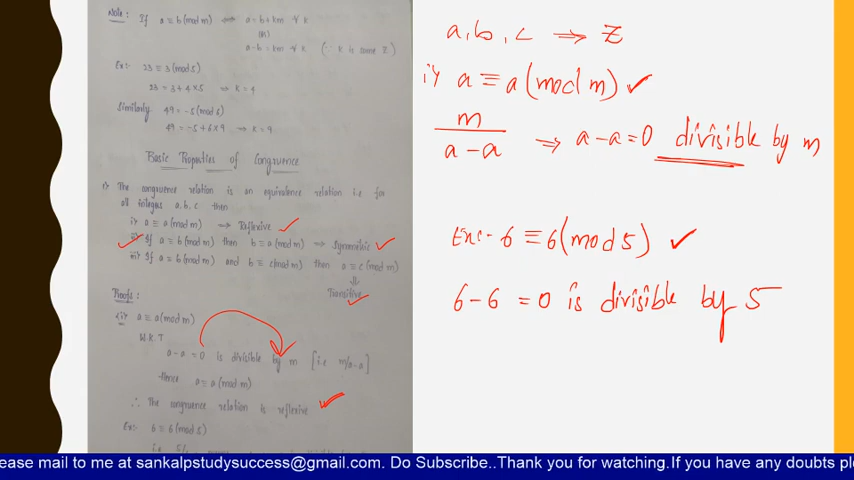 Note: If a ≡ b (mod m) ⟺ a = b + km ∀ k
(or)
a-b = km ∀ k (∵ k is some Z)
Ex:- 23 ≡ 3 (mod 5)
23 = 3 + 4 × 5 ⇒ k = 4
Similarly 49 = -5 (mod 6)
49 = -5 + 6 × 9 ⇒ k = 9
Basic Properties of Congruence
1) The congruence relation is an equivalence relation i.e for
all integers a, b, c then
i) a ≡ a (mod m) → Reflexive ✓
✓ ii) If a ≡ b (mod m) then b ≡ a (mod m) → Symmetric ✓
iii) If a ≡ b (mod m) and b ≡ c (mod m) then a ≡ c (mod m)
⇓
Transitive ✓
Proofs:
i) a ≡ a (mod m)
W.K.T
a-a = 0 is divisible by m [i.e m/a-a]
Hence a ≡ a (mod m)
∴ The congruence relation is reflexive ✓
Ex:- 6 ≡ 6 (mod 5)
a, b, c → Z
i) a ≡ a (mod m) ✓
m
a - a ⇒ a-a=0 divisible by m
Ex:- 6 ≡ 6 (mod 5) ✓
6-6 = 0 is divisible by 5
ease mail to me at sankalpstudysuccess@gmail.com. Do Subscribe..Thank you for watching.If you have any doubts ple